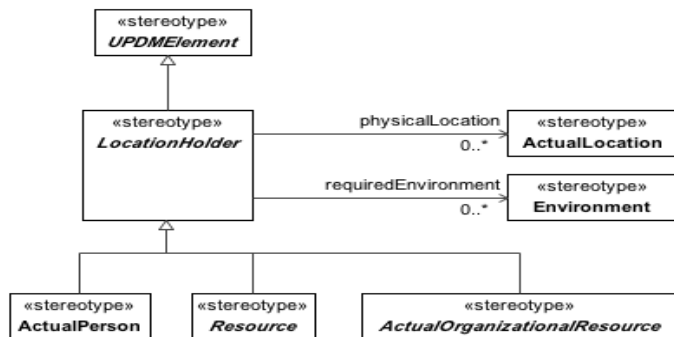 «stereotype»
UPDMElement
«stereotype»
LocationHolder
physicalLocation
0..*
«stereotype»
ActualLocation
requiredEnvironment
0..*
«stereotype»
Environment
«stereotype»
ActualPerson
«stereotype»
Resource
«stereotype»
ActualOrganizationalResource